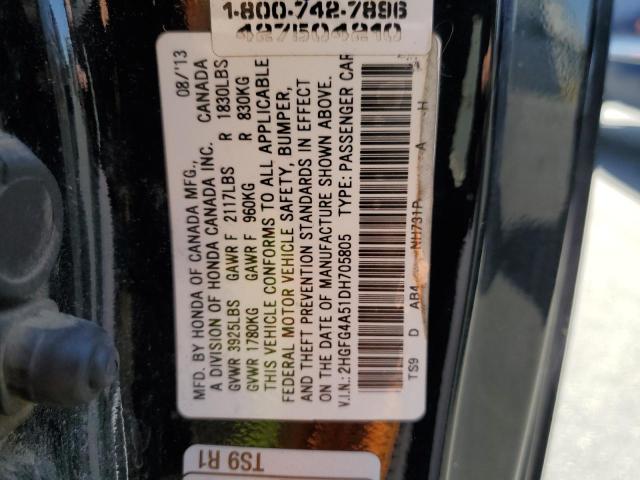 1-800-742-7896
427504210
MFD. BY HONDA OF CANADA MFG., 08/'13
A DIVISION OF HONDA CANADA INC. CANADA
GVWR 3925LBS GAWR F 2117LBS R 1830LBS
GVWR 1780KG GAWR F 960KG R 830KG
THIS VEHICLE CONFORMS TO ALL APPLICABLE
FEDERAL MOTOR VEHICLE SAFETY, BUMPER,
AND THEFT PREVENTION STANDARDS IN EFFECT
ON THE DATE OF MANUFACTURE SHOWN ABOVE.
V.I.N.: 2HGFG4A51DH705805 TYPE: PASSENGER CAR
TS9 D AB4 NH731P A H A
TS9 R1